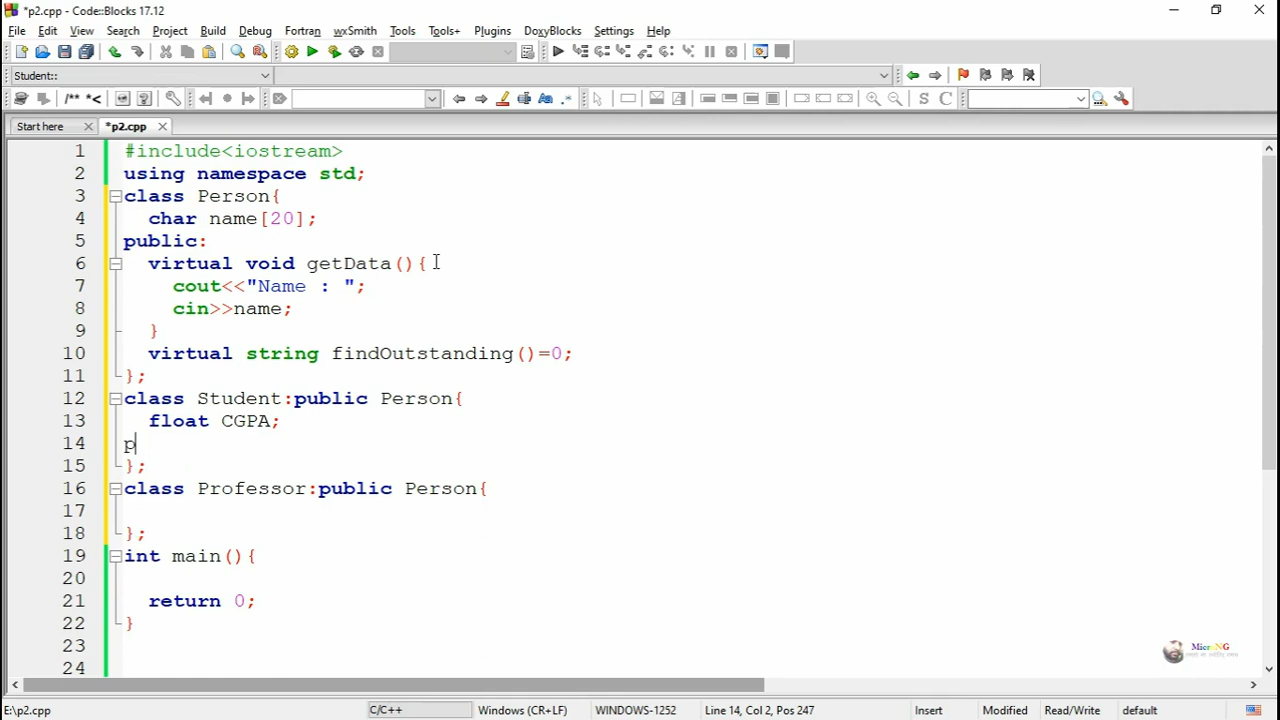 *p2.cpp - Code::Blocks 17.12
File Edit View Search Project Build Debug Fortran wxSmith Tools Tools+ Plugins DoxyBlocks Settings Help
Student::
/** *< S C
Start here *p2.cpp
1 #include<iostream>
2 using namespace std;
3 class Person{
4 char name[20];
5 public:
6 virtual void getData(){
7 cout<<"Name : ";
8 cin>>name;
9 }
10 virtual string findOutstanding()=0;
11 };
12 class Student:public Person{
13 float CGPA;
14 p
15 };
16 class Professor:public Person{
17
18 };
19 int main(){
20
21 return 0;
22 }
23
24
MicroNG
E:\p2.cpp C/C++ Windows (CR+LF) WINDOWS-1252 Line 14, Col 2, Pos 247 Insert Modified Read/Write default